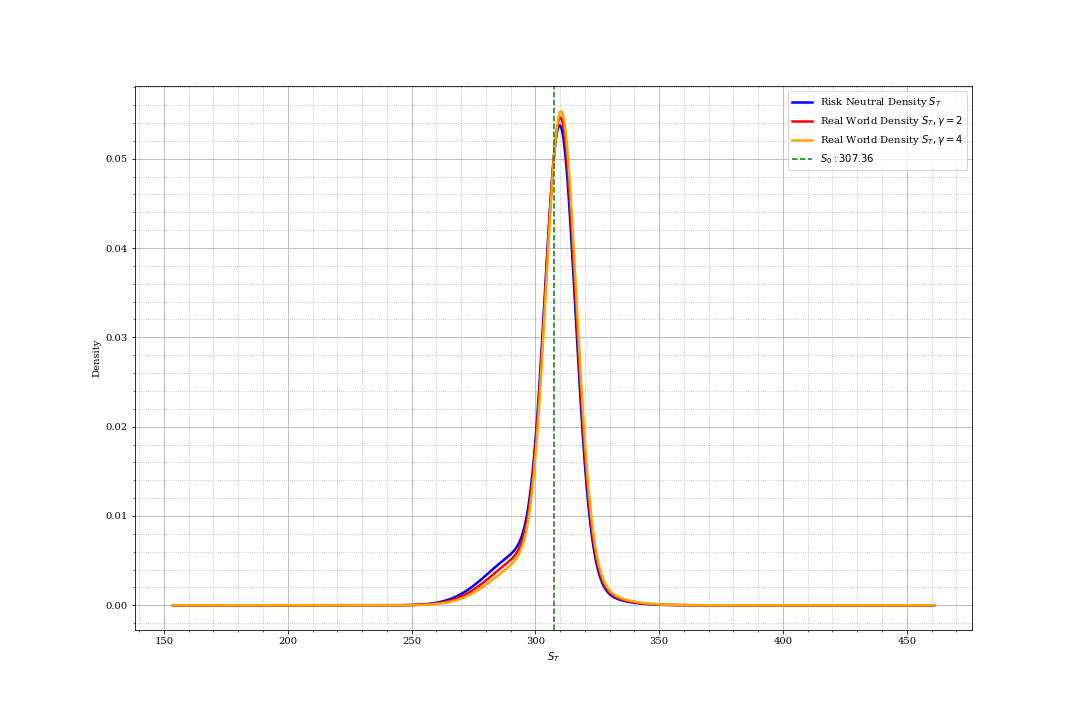 Risk Neutral Density S_T
Real World Density S_T, γ = 2
Real World Density S_T, γ = 4
S_0 : 307.36
Density
0.05
0.04
0.03
0.02
0.01
0.00
150 200 250 300 350 400 450
S_T